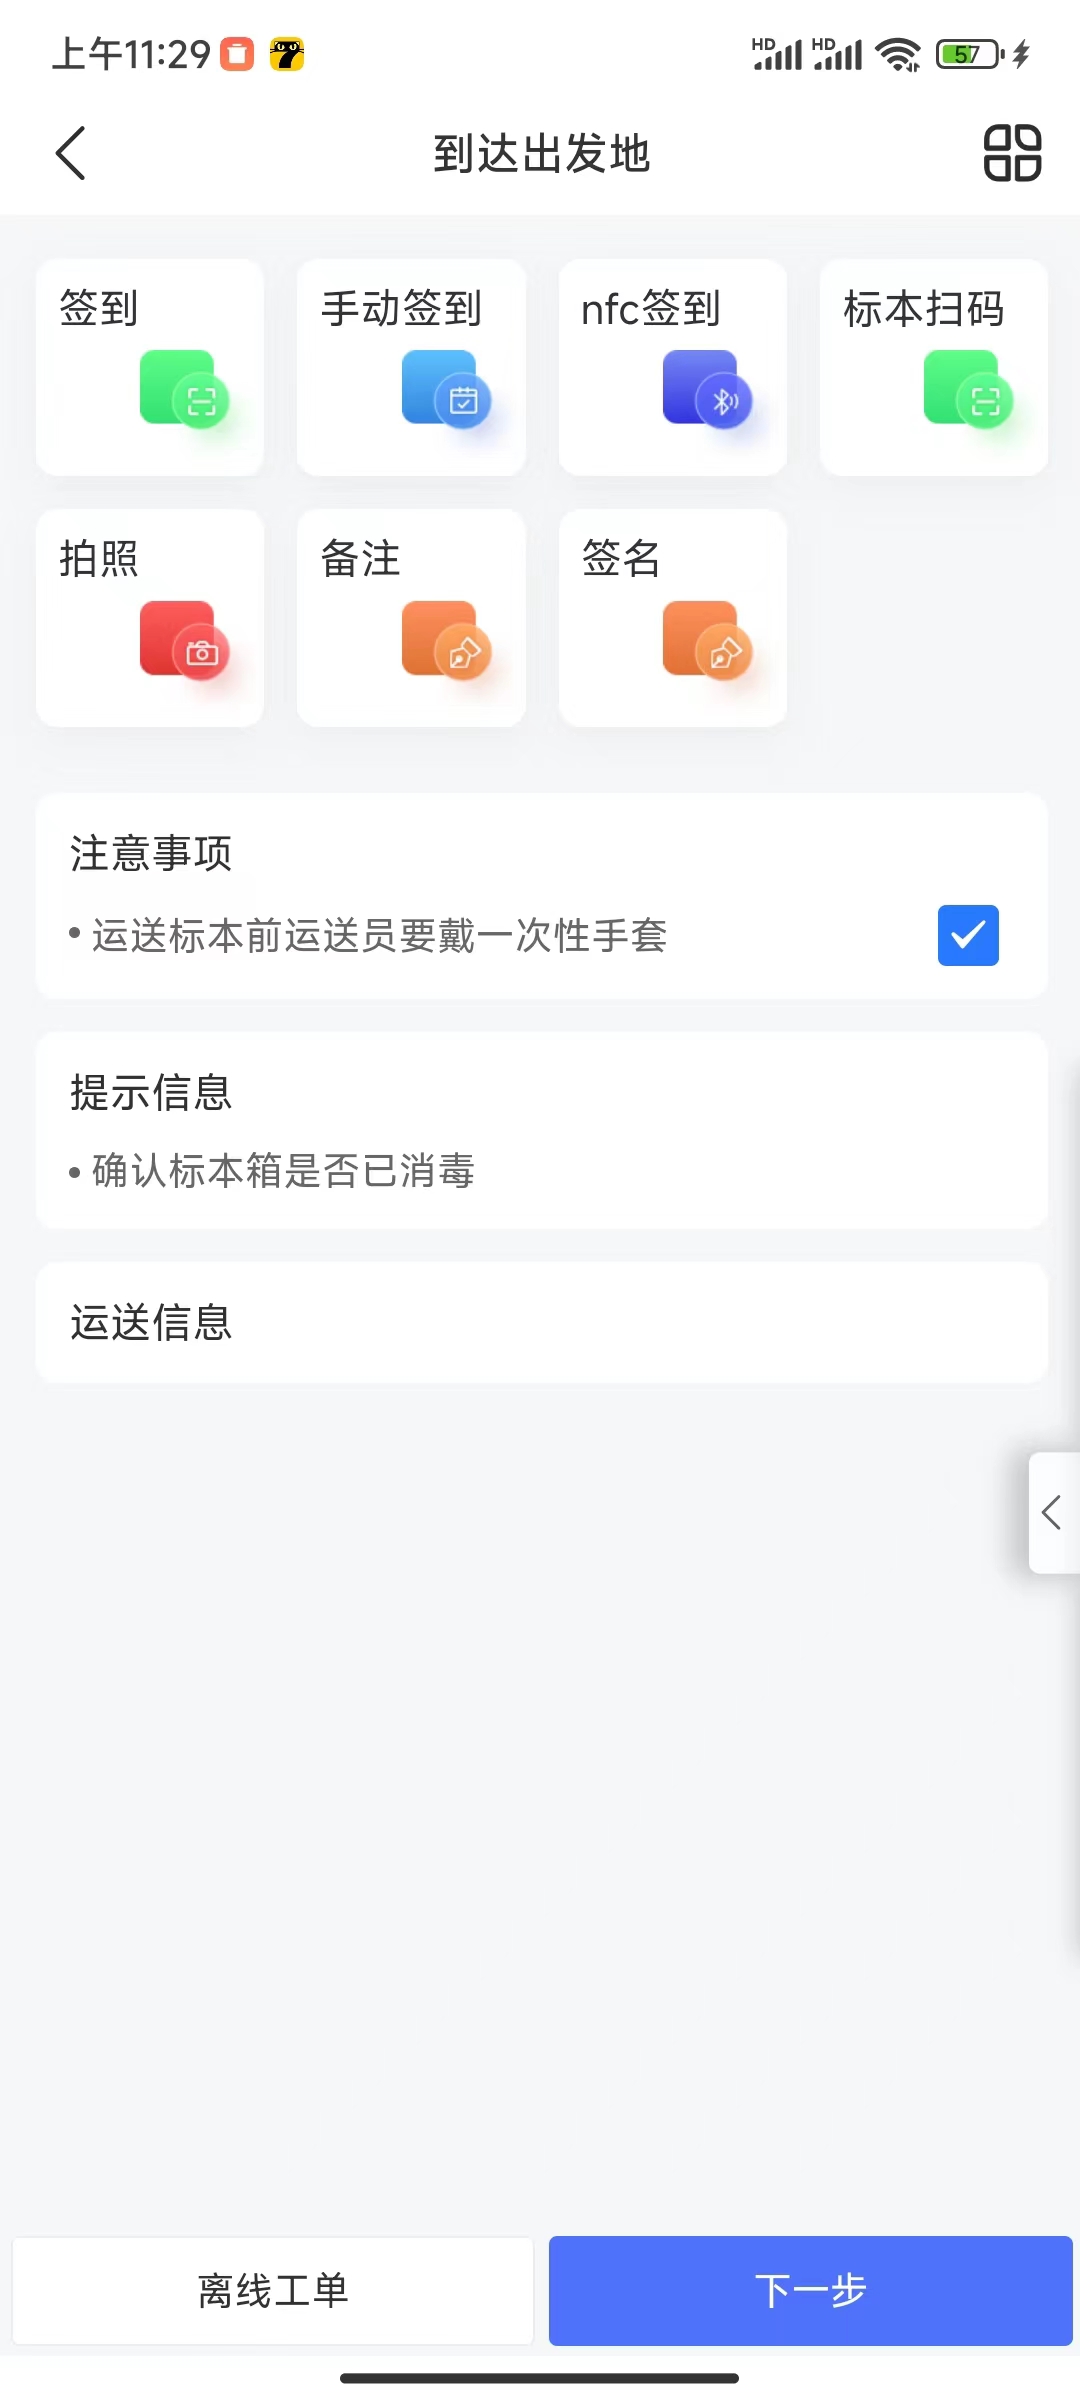 上午11:29
HD HD 57
到达出发地
签到 手动签到 nfc签到 标本扫码
拍照 备注 签名
注意事项
• 运送标本前运送员要戴一次性手套
提示信息
• 确认标本箱是否已消毒
运送信息
离线工单 下一步